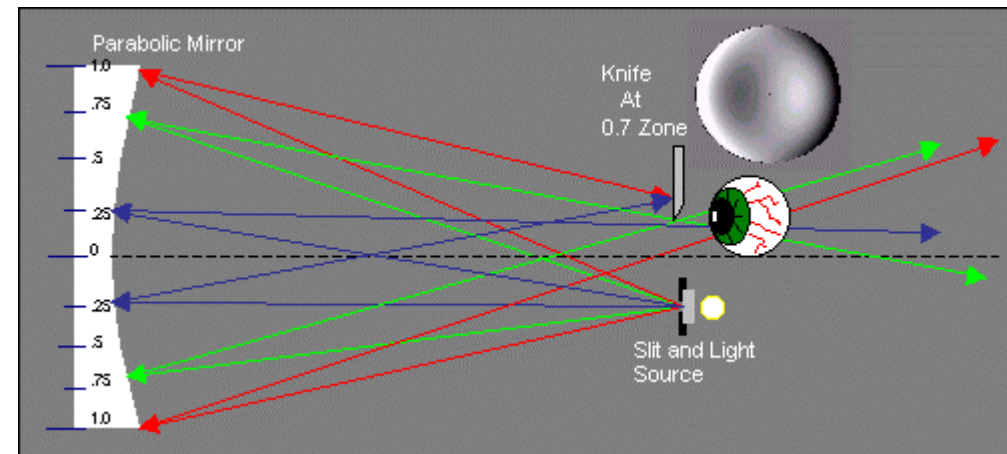 Parabolic Mirror
1.0
.75
.5
.25
0
.25
.5
.75
1.0
Knife
At
0.7 Zone
Slit and Light
Source